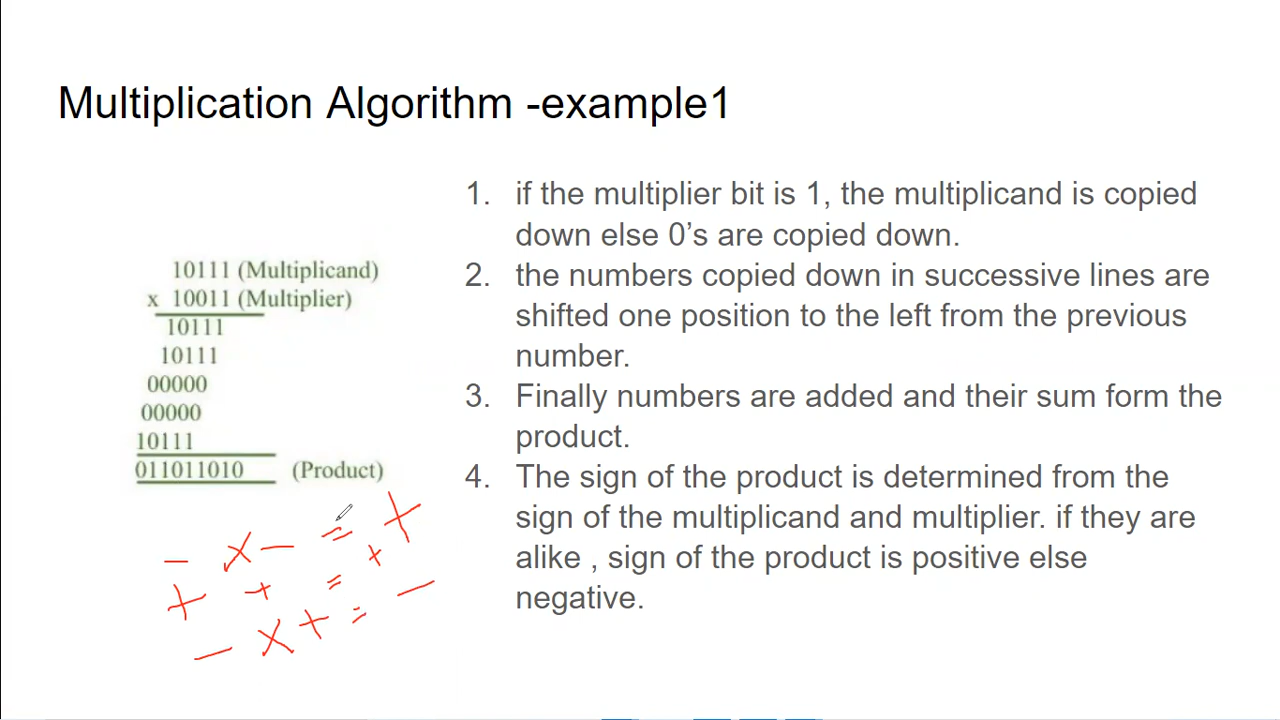 Multiplication Algorithm -example1
10111 (Multiplicand)
x 10011 (Multiplier)
10111
10111
00000
00000
10111
011011010 (Product)
− x − = +
+ + = +
− x + = −
1. if the multiplier bit is 1, the multiplicand is copied
down else 0’s are copied down.
2. the numbers copied down in successive lines are
shifted one position to the left from the previous
number.
3. Finally numbers are added and their sum form the
product.
4. The sign of the product is determined from the
sign of the multiplicand and multiplier. if they are
alike , sign of the product is positive else
negative.